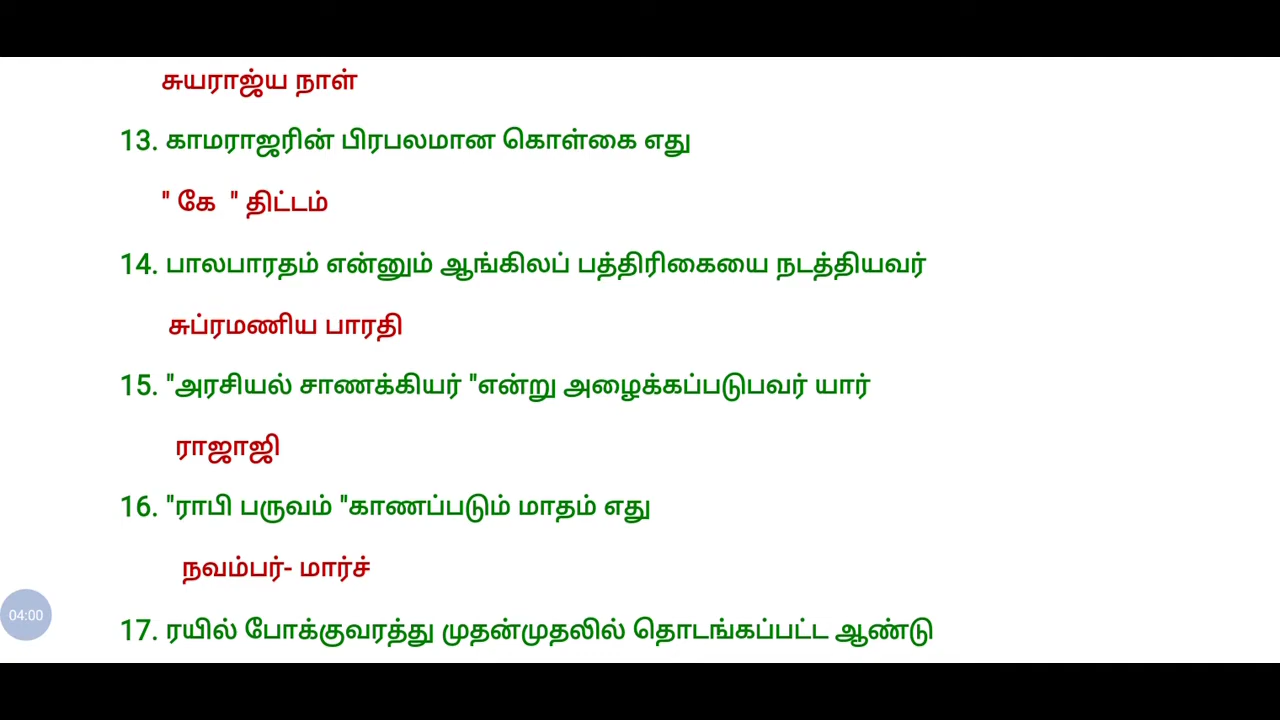 சுயராஜ்ய நாள்
13. காமராஜரின் பிரபலமான கொள்கை எது
" கே " திட்டம்
14. பாலபாரதம் என்னும் ஆங்கிலப் பத்திரிகையை நடத்தியவர்
சுப்ரமணிய பாரதி
15. "அரசியல் சாணக்கியர் "என்று அழைக்கப்படுபவர் யார்
ராஜாஜி
16. "ராபி பருவம் "காணப்படும் மாதம் எது
நவம்பர்- மார்ச்
04:00
17. ரயில் போக்குவரத்து முதன்முதலில் தொடங்கப்பட்ட ஆண்டு